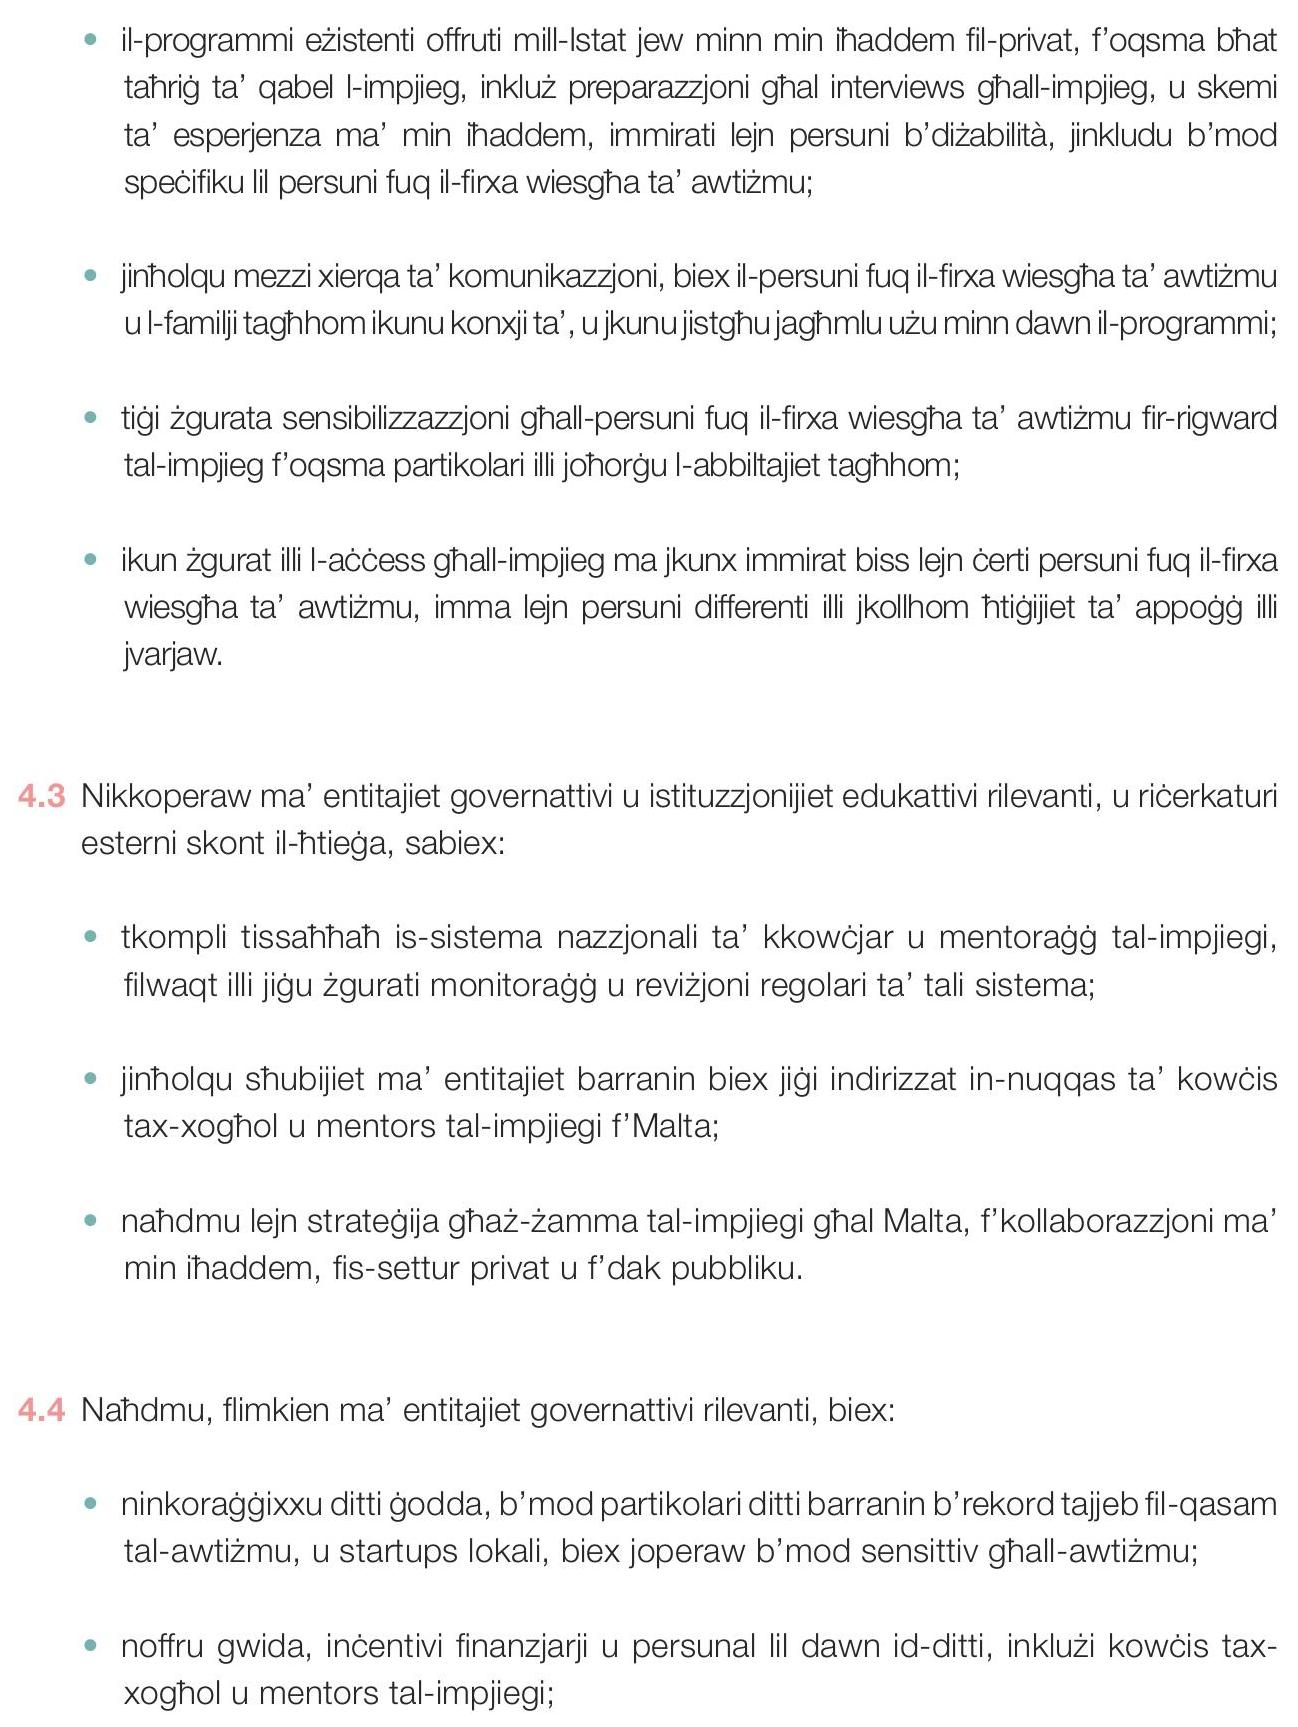 • il-programmi eżistenti offruti mill-Istat jew minn min iħaddem fil-privat, f’oqsma bħat
taħriġ ta’ qabel l-impjieg, inkluż preparazzjoni għal interviews għall-impjieg, u skemi
ta’ esperjenza ma’ min iħaddem, immirati lejn persuni b’diżabilità, jinkludu b’mod
speċifiku lil persuni fuq il-firxa wiesgħa ta’ awtiżmu;
• jinħolqu mezzi xierqa ta’ komunikazzjoni, biex il-persuni fuq il-firxa wiesgħa ta’ awtiżmu
u l-familji tagħhom ikunu konxji ta’, u jkunu jistgħu jagħmlu użu minn dawn il-programmi;
• tiġi żgurata sensibilizzazzjoni għall-persuni fuq il-firxa wiesgħa ta’ awtiżmu fir-rigward
tal-impjieg f’oqsma partikolari illi joħorġu l-abbiltajiet tagħhom;
• ikun żgurat illi l-aċċess għall-impjieg ma jkunx immirat biss lejn ċerti persuni fuq il-firxa
wiesgħa ta’ awtiżmu, imma lejn persuni differenti illi jkollhom ħtiġijiet ta’ appoġġ illi
jvarjaw.
4.3 Nikkoperaw ma’ entitajiet governattivi u istituzzjonijiet edukattivi rilevanti, u riċerkaturi
esterni skont il-ħtieġa, sabiex:
• tkompli tissaħħaħ is-sistema nazzjonali ta’ kkowċjar u mentoraġġ tal-impjiegi,
filwaqt illi jiġu żgurati monitoraġġ u reviżjoni regolari ta’ tali sistema;
• jinħolqu sħubijiet ma’ entitajiet barranin biex jiġi indirizzat in-nuqqas ta’ kowċis
tax-xogħol u mentors tal-impjiegi f’Malta;
• naħdmu lejn strateġija għaż-żamma tal-impjiegi għal Malta, f’kollaborazzjoni ma’
min iħaddem, fis-settur privat u f’dak pubbliku.
4.4 Naħdmu, flimkien ma’ entitajiet governattivi rilevanti, biex:
• ninkoraġġixxu ditti ġodda, b’mod partikolari ditti barranin b’rekord tajjeb fil-qasam
tal-awtiżmu, u startups lokali, biex joperaw b’mod sensittiv għall-awtiżmu;
• noffru gwida, inċentivi finanzjarji u persunal lil dawn id-ditti, inklużi kowċis tax-
xogħol u mentors tal-impjiegi;